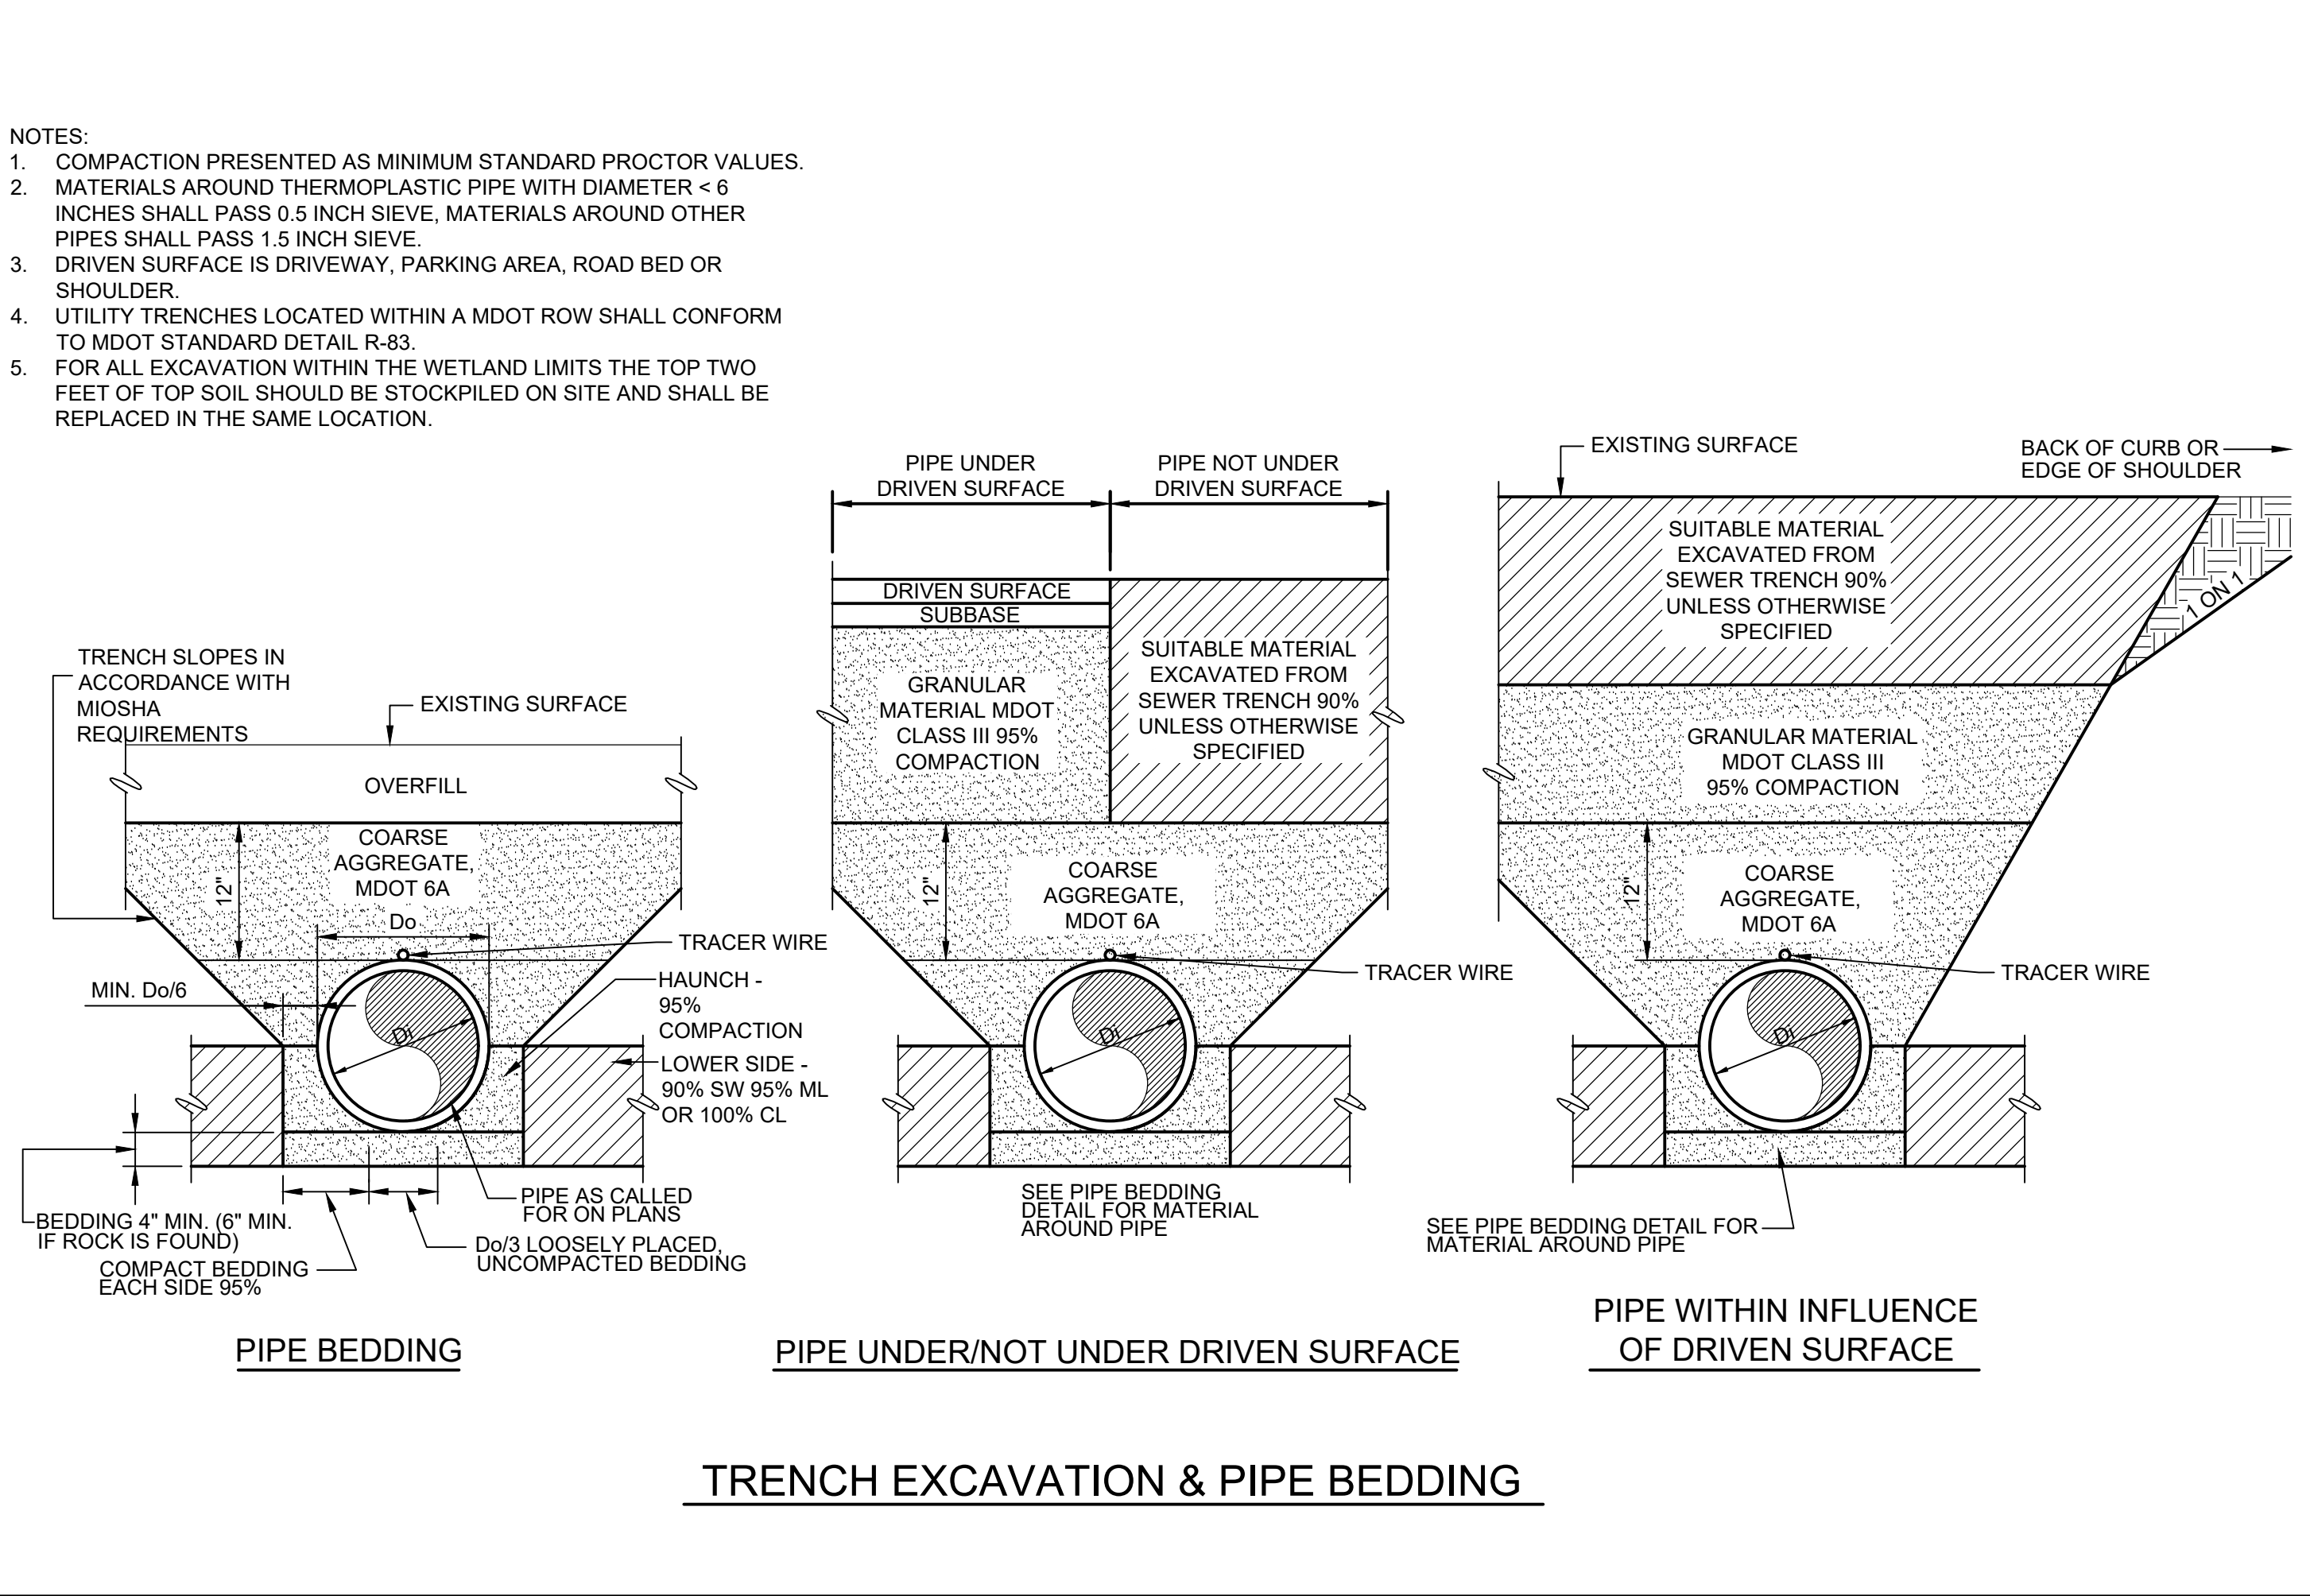 NOTES:
1. COMPACTION PRESENTED AS MINIMUM STANDARD PROCTOR VALUES.
2. MATERIALS AROUND THERMOPLASTIC PIPE WITH DIAMETER < 6
INCHES SHALL PASS 0.5 INCH SIEVE, MATERIALS AROUND OTHER
PIPES SHALL PASS 1.5 INCH SIEVE.
3. DRIVEN SURFACE IS DRIVEWAY, PARKING AREA, ROAD BED OR
SHOULDER.
4. UTILITY TRENCHES LOCATED WITHIN A MDOT ROW SHALL CONFORM
TO MDOT STANDARD DETAIL R-83.
5. FOR ALL EXCAVATION WITHIN THE WETLAND LIMITS THE TOP TWO
FEET OF TOP SOIL SHOULD BE STOCKPILED ON SITE AND SHALL BE
REPLACED IN THE SAME LOCATION.
TRENCH SLOPES IN
ACCORDANCE WITH
MIOSHA
REQUIREMENTS
EXISTING SURFACE
OVERFILL
COARSE
AGGREGATE,
MDOT 6A
12"
Do
TRACER WIRE
MIN. Do/6
HAUNCH -
95%
COMPACTION
Di
LOWER SIDE -
90% SW 95% ML
OR 100% CL
BEDDING 4" MIN. (6" MIN.
IF ROCK IS FOUND)
PIPE AS CALLED
FOR ON PLANS
Do/3 LOOSELY PLACED,
UNCOMPACTED BEDDING
COMPACT BEDDING
EACH SIDE 95%
PIPE BEDDING
PIPE UNDER
DRIVEN SURFACE
PIPE NOT UNDER
DRIVEN SURFACE
DRIVEN SURFACE
SUBBASE
GRANULAR
MATERIAL MDOT
CLASS III 95%
COMPACTION
SUITABLE MATERIAL
EXCAVATED FROM
SEWER TRENCH 90%
UNLESS OTHERWISE
SPECIFIED
12"
COARSE
AGGREGATE,
MDOT 6A
TRACER WIRE
Di
SEE PIPE BEDDING
DETAIL FOR MATERIAL
AROUND PIPE
PIPE UNDER/NOT UNDER DRIVEN SURFACE
EXISTING SURFACE
BACK OF CURB OR
EDGE OF SHOULDER
SUITABLE MATERIAL
EXCAVATED FROM
SEWER TRENCH 90%
UNLESS OTHERWISE
SPECIFIED
1 ON 1
GRANULAR MATERIAL
MDOT CLASS III
95% COMPACTION
12"
COARSE
AGGREGATE,
MDOT 6A
TRACER WIRE
Di
SEE PIPE BEDDING DETAIL FOR
MATERIAL AROUND PIPE
PIPE WITHIN INFLUENCE
OF DRIVEN SURFACE
TRENCH EXCAVATION & PIPE BEDDING